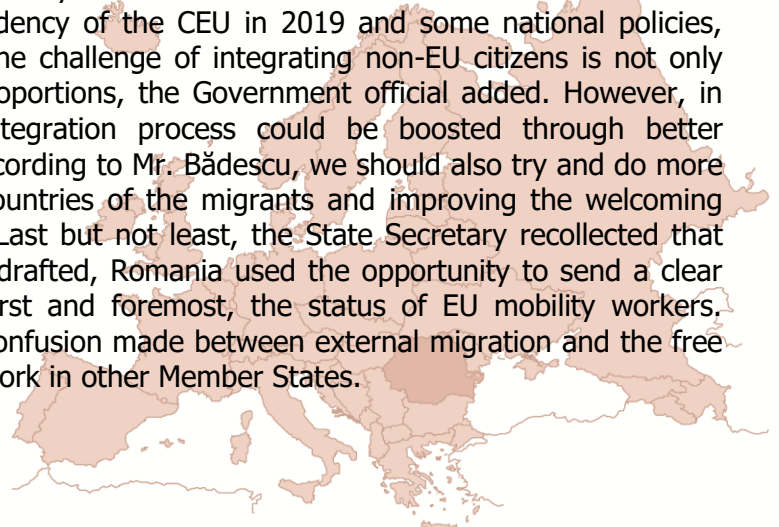 dency of the CEU in 2019 and some national policies,
he challenge of integrating non-EU citizens is not only
oportions, the Government official added. However, in
tegration process could be boosted through better
cording to Mr. Bădescu, we should also try and do more
ountries of the migrants and improving the welcoming
Last but not least, the State Secretary recollected that
drafted, Romania used the opportunity to send a clear
rst and foremost, the status of EU mobility workers.
onfusion made between external migration and the free
ork in other Member States.